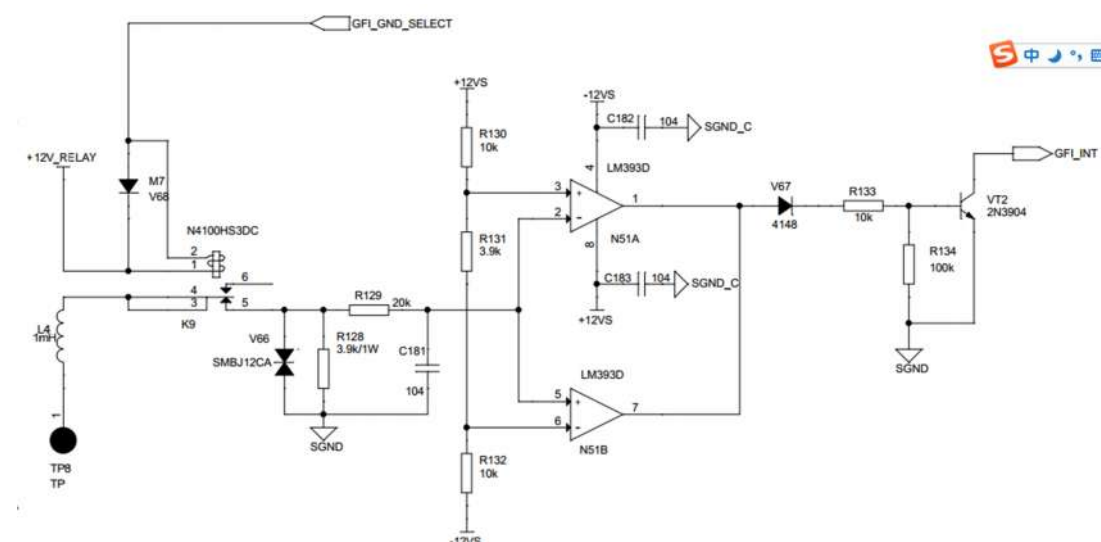 GFI_GND_SELECT
S 中
+12VS
-12VS
C182
104
SGND_C
R130
10k
+12V_RELAY
4
LM393D
GFI_INT
M7
V68
3
+
1
V67
R133
VT2
2N3904
2
-
4148
10k
N4100HS3DC
R131
3.9k
8
N51A
2
1
6
R134
100k
C183
104
SGND_C
4
3
5
R129
20k
+12VS
K9
L4
1mH
V66
SMBJ12CA
R128
3.9k/1W
C181
104
LM393D
SGND
5
+
7
6
-
1
SGND
R132
10k
N51B
TP8
TP
-12VS